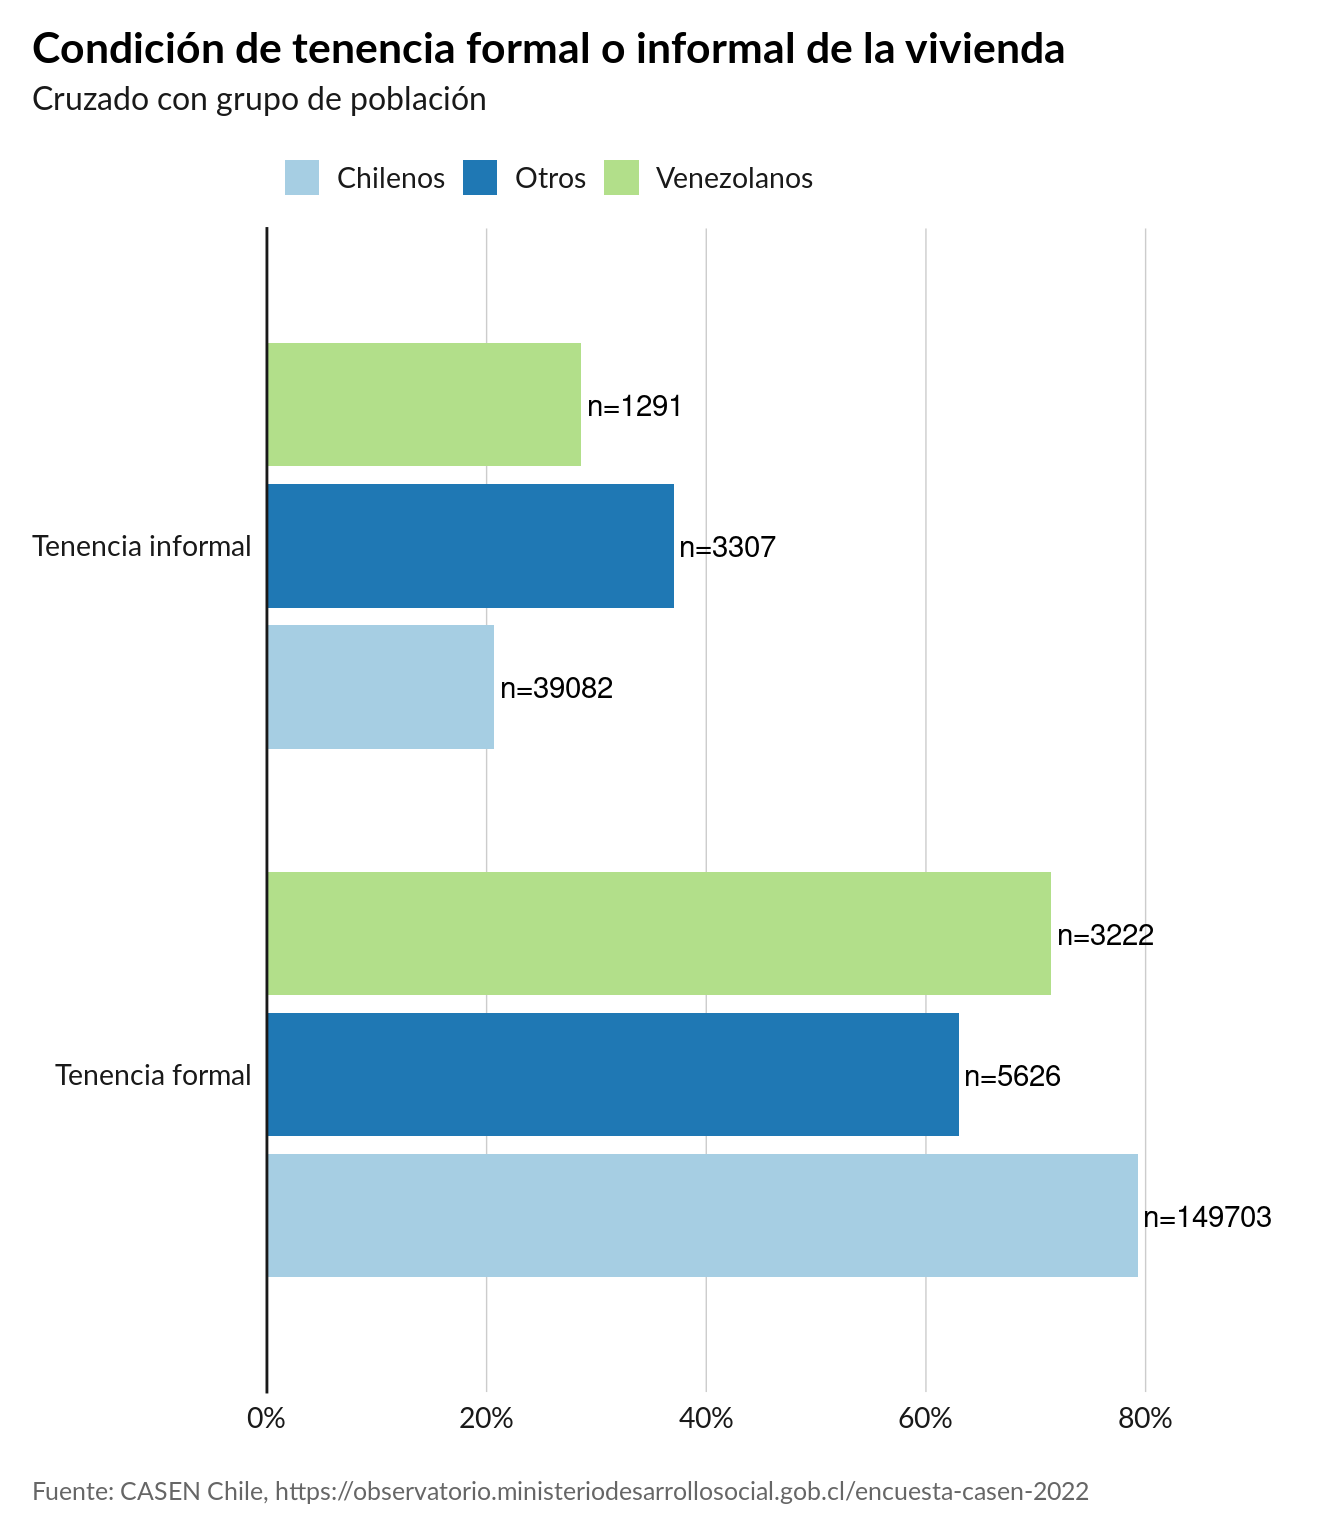 Condición de tenencia formal o informal de la vivienda
Cruzado con grupo de población
Chilenos Otros Venezolanos
n=1291
Tenencia informal n=3307
n=39082
n=3222
Tenencia formal n=5626
n=149703
0% 20% 40% 60% 80%
Fuente: CASEN Chile, https://observatorio.ministeriodesarrollosocial.gob.cl/encuesta-casen-2022